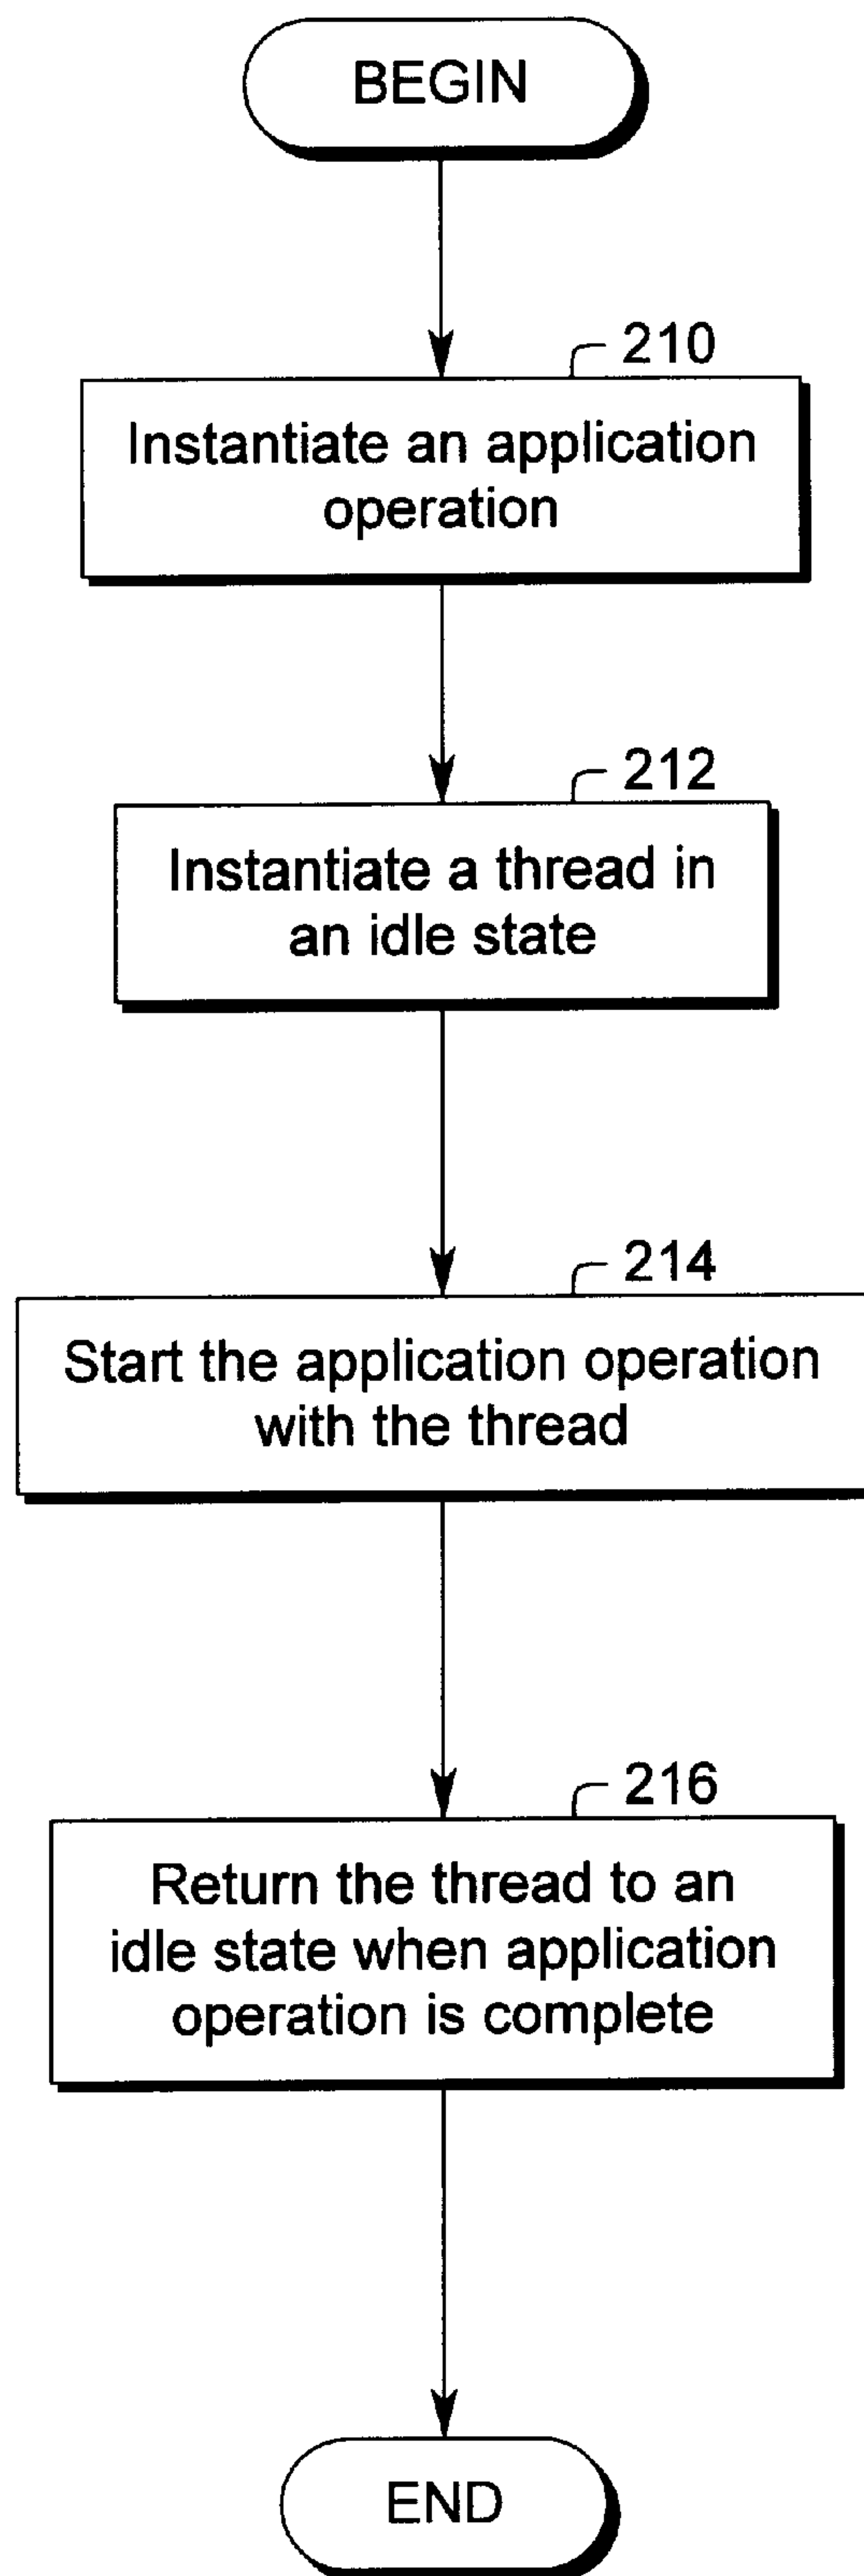 BEGIN
210
Instantiate an application
operation
212
Instantiate a thread in
an idle state
214
Start the application operation
with the thread
216
Return the thread to an
idle state when application
operation is complete
END